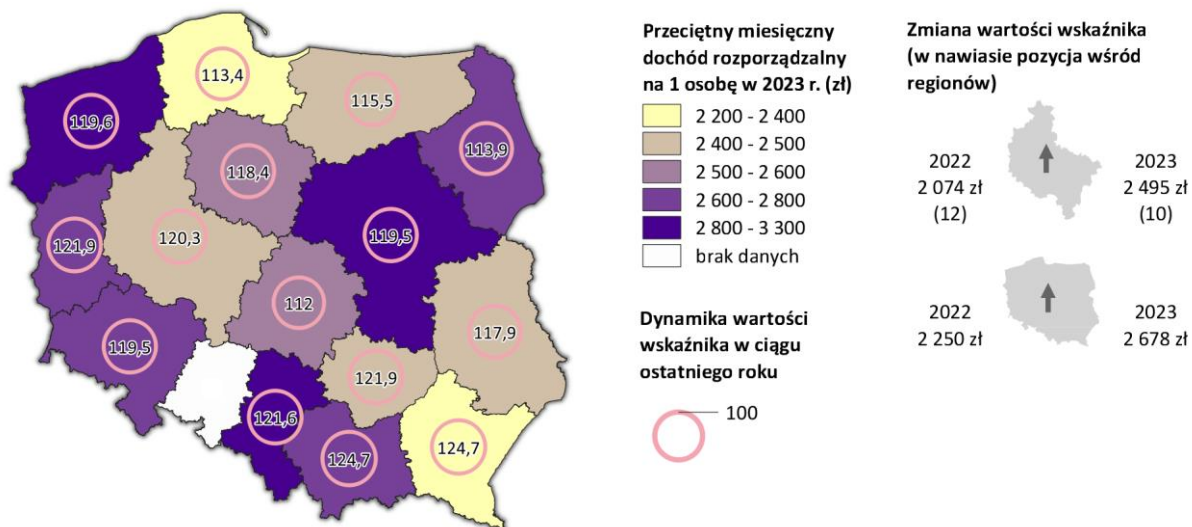 113,4
115,5
119,6
113,9
118,4
121,9
120,3
119,5
112
119,5
117,9
121,9
121,6
124,7
124,7
Przeciętny miesięczny
dochód rozporządzalny
na 1 osobę w 2023 r. (zł)
2 200 - 2 400
2 400 - 2 500
2 500 - 2 600
2 600 - 2 800
2 800 - 3 300
brak danych
Dynamika wartości
wskaźnika w ciągu
ostatniego roku
100
Zmiana wartości wskaźnika
(w nawiasie pozycja wśród
regionów)
2022
2 074 zł
(12)
2023
2 495 zł
(10)
2022
2 250 zł
2023
2 678 zł